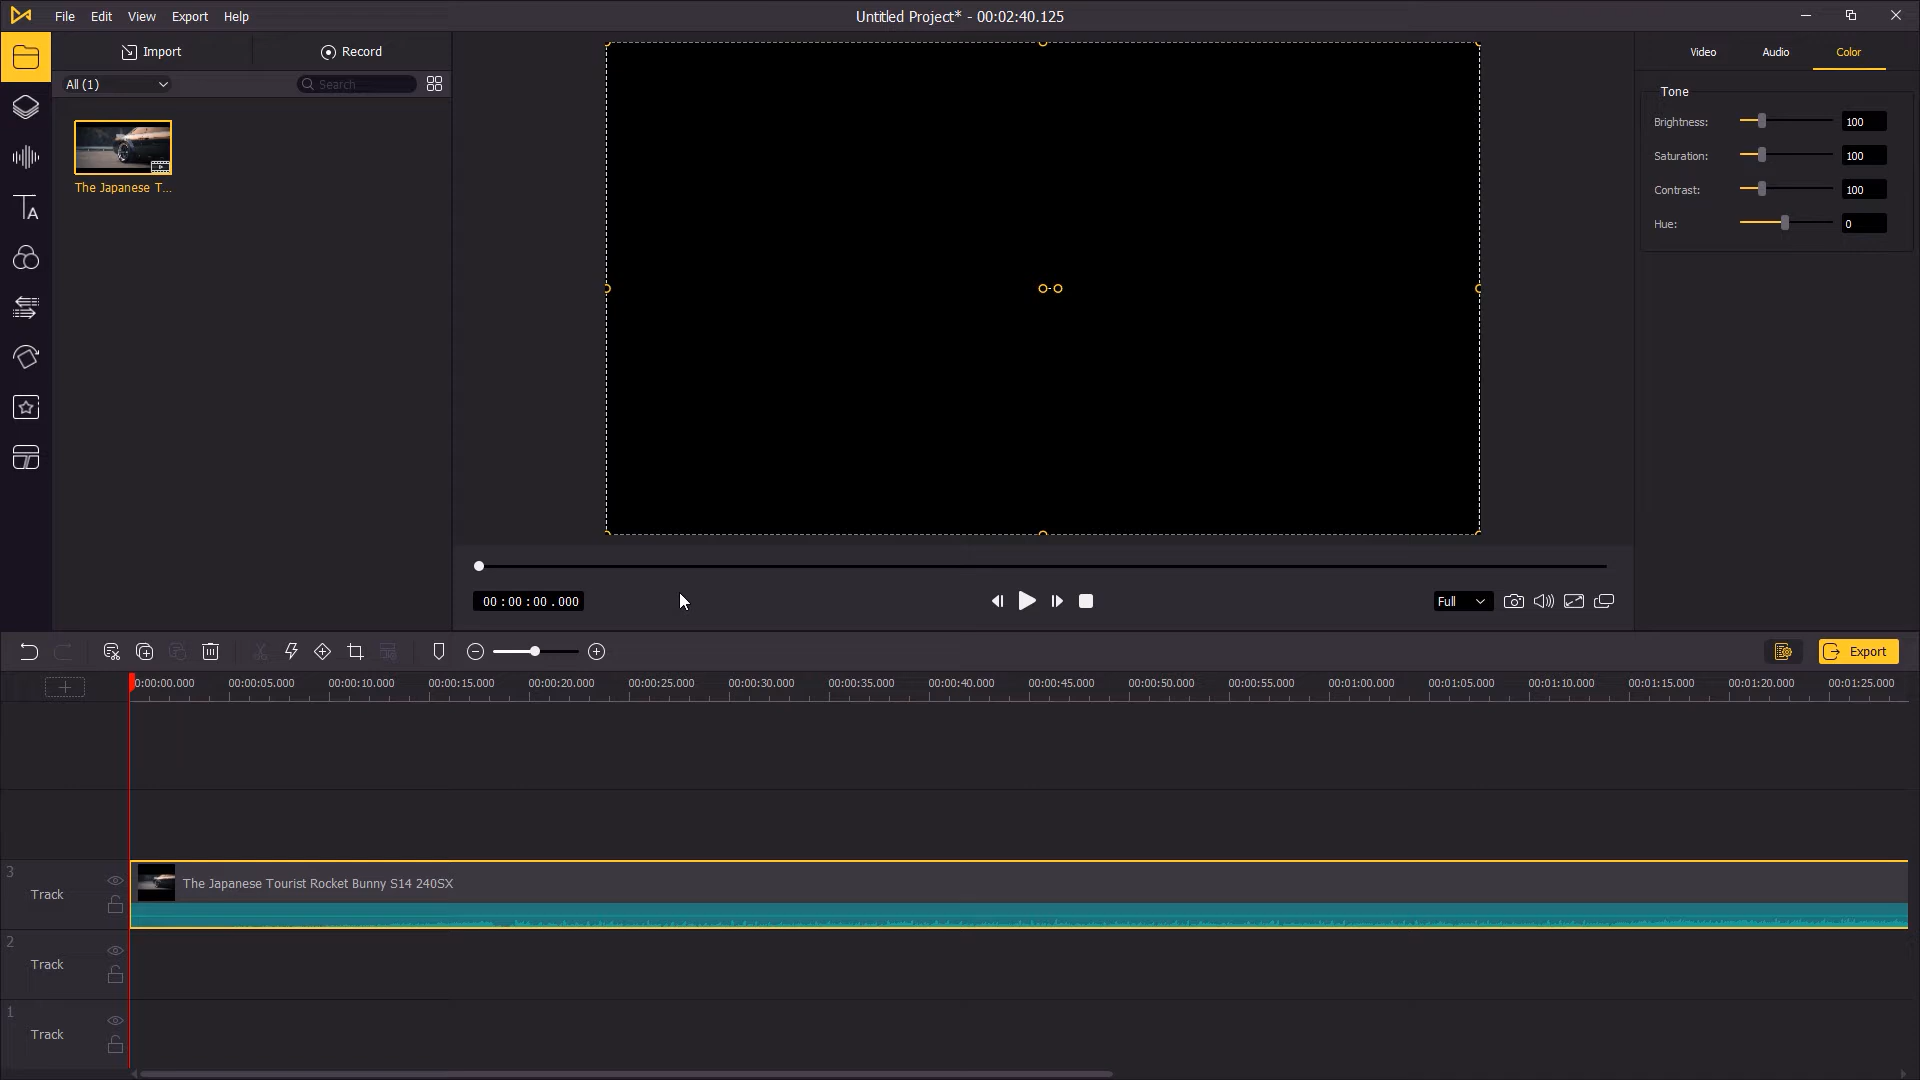 File Edit View Export Help
Untitled Project* - 00:02:40.125
Import
Record
Video Audio Color
All (1)
Search
Tone
Brightness: 100
Saturation: 100
Contrast: 100
Hue: 0
The Japanese T...
00:00:00.000
Full
Export
0:00:00.000 00:00:05.000 00:00:10.000 00:00:15.000 00:00:20.000 00:00:25.000 00:00:30.000 00:00:35.000 00:00:40.000 00:00:45.000 00:00:50.000 00:00:55.000 00:01:00.000 00:01:05.000 00:01:10.000 00:01:15.000 00:01:20.000 00:01:25.000
3
Track
The Japanese Tourist Rocket Bunny S14 240SX
2
Track
1
Track